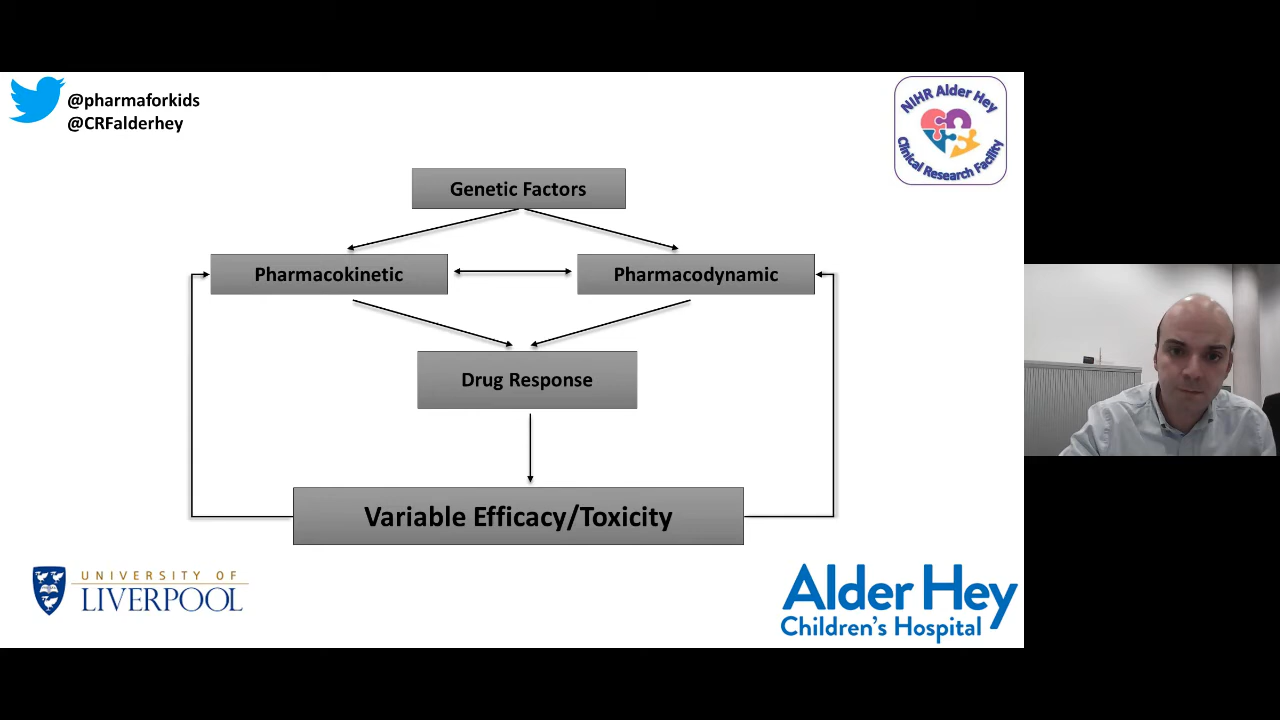 @pharmaforkids
@CRFalderhey
NIHR Alder Hey
Clinical Research Facility
Genetic Factors
Pharmacokinetic
Pharmacodynamic
Drug Response
Variable Efficacy/Toxicity
UNIVERSITY OF
LIVERPOOL
Alder Hey
Children's Hospital